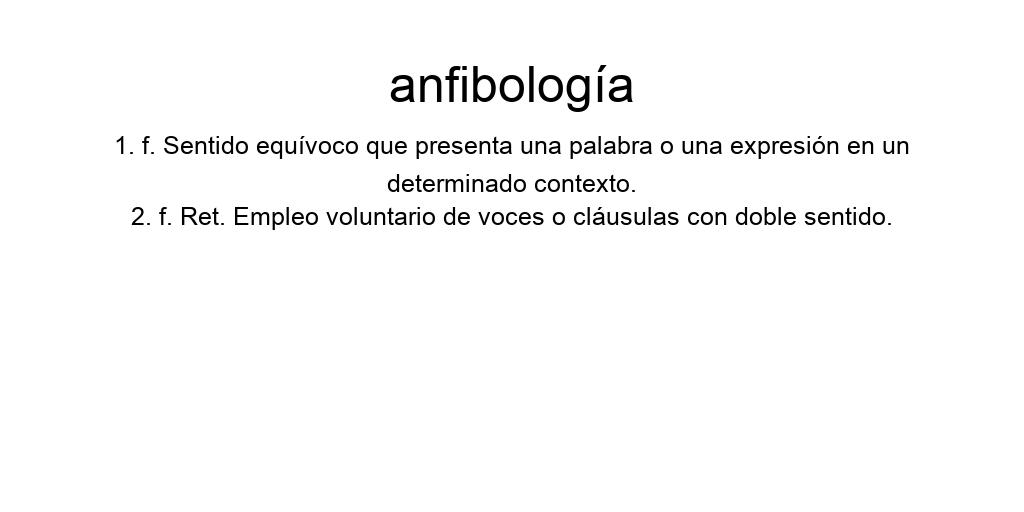 anfibología
1. f. Sentido equívoco que presenta una palabra o una expresión en un
determinado contexto.
2. f. Ret. Empleo voluntario de voces o cláusulas con doble sentido.